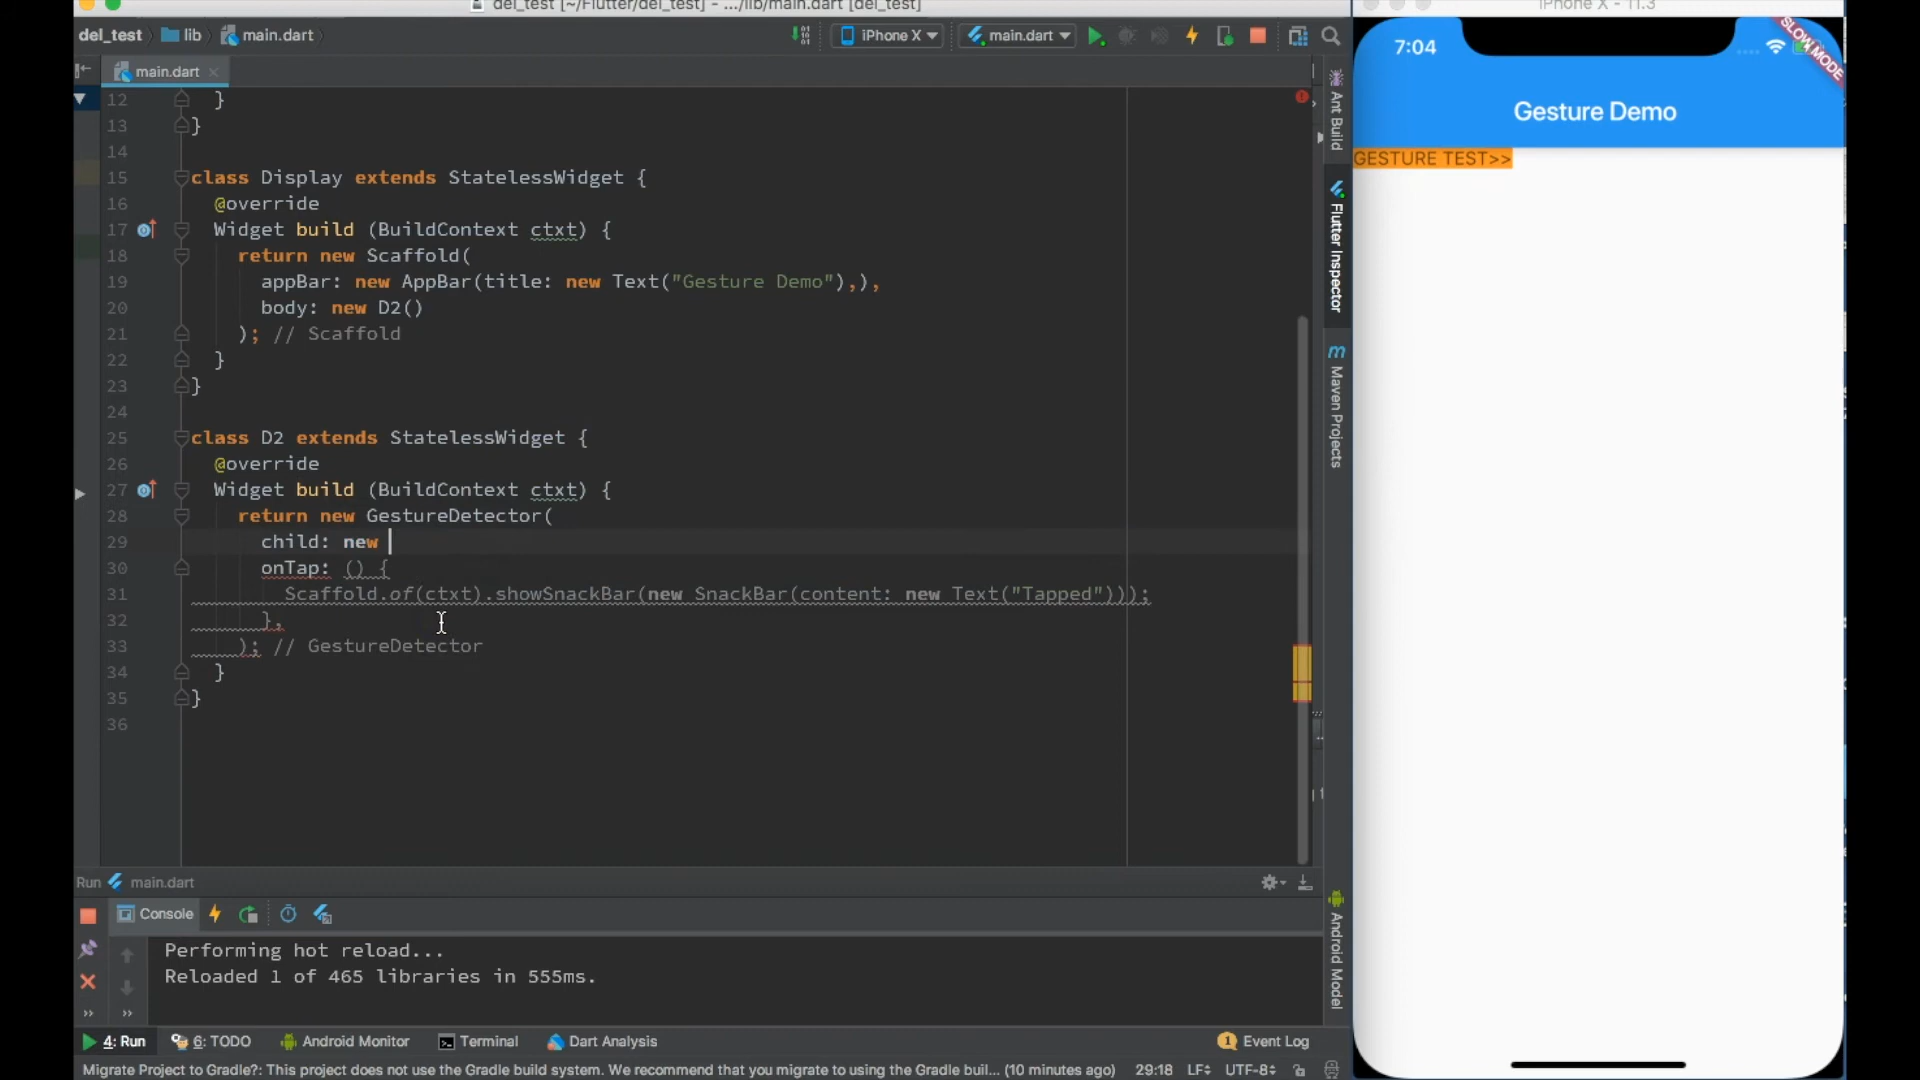 del_test [~/Flutter/del_test] - .../lib/main.dart [del_test]
iPhone X - 11.3
del_test lib main.dart
iPhone X main.dart
7:04
SLOW MODE
main.dart
Gesture Demo
GESTURE TEST>>
12 }
13 }
14
15 class Display extends StatelessWidget {
16 @override
17 Widget build (BuildContext ctxt) {
18 return new Scaffold(
19 appBar: new AppBar(title: new Text("Gesture Demo"),),
20 body: new D2()
21 ); // Scaffold
22 }
23 }
24
25 class D2 extends StatelessWidget {
26 @override
27 Widget build (BuildContext ctxt) {
28 return new GestureDetector(
29 child: new
30 onTap: () {
31 Scaffold.of(ctxt).showSnackBar(new SnackBar(content: new Text("Tapped")));
32 },
33 ); // GestureDetector
34 }
35 }
36
Ant Build
Flutter Inspector
m Maven Projects
Android Model
Run main.dart
Console
Performing hot reload...
Reloaded 1 of 465 libraries in 555ms.
4: Run 6: TODO Android Monitor Terminal Dart Analysis 1 Event Log
Migrate Project to Gradle?: This project does not use the Gradle build system. We recommend that you migrate to using the Gradle buil... (10 minutes ago) 29:18 LF÷ UTF-8÷